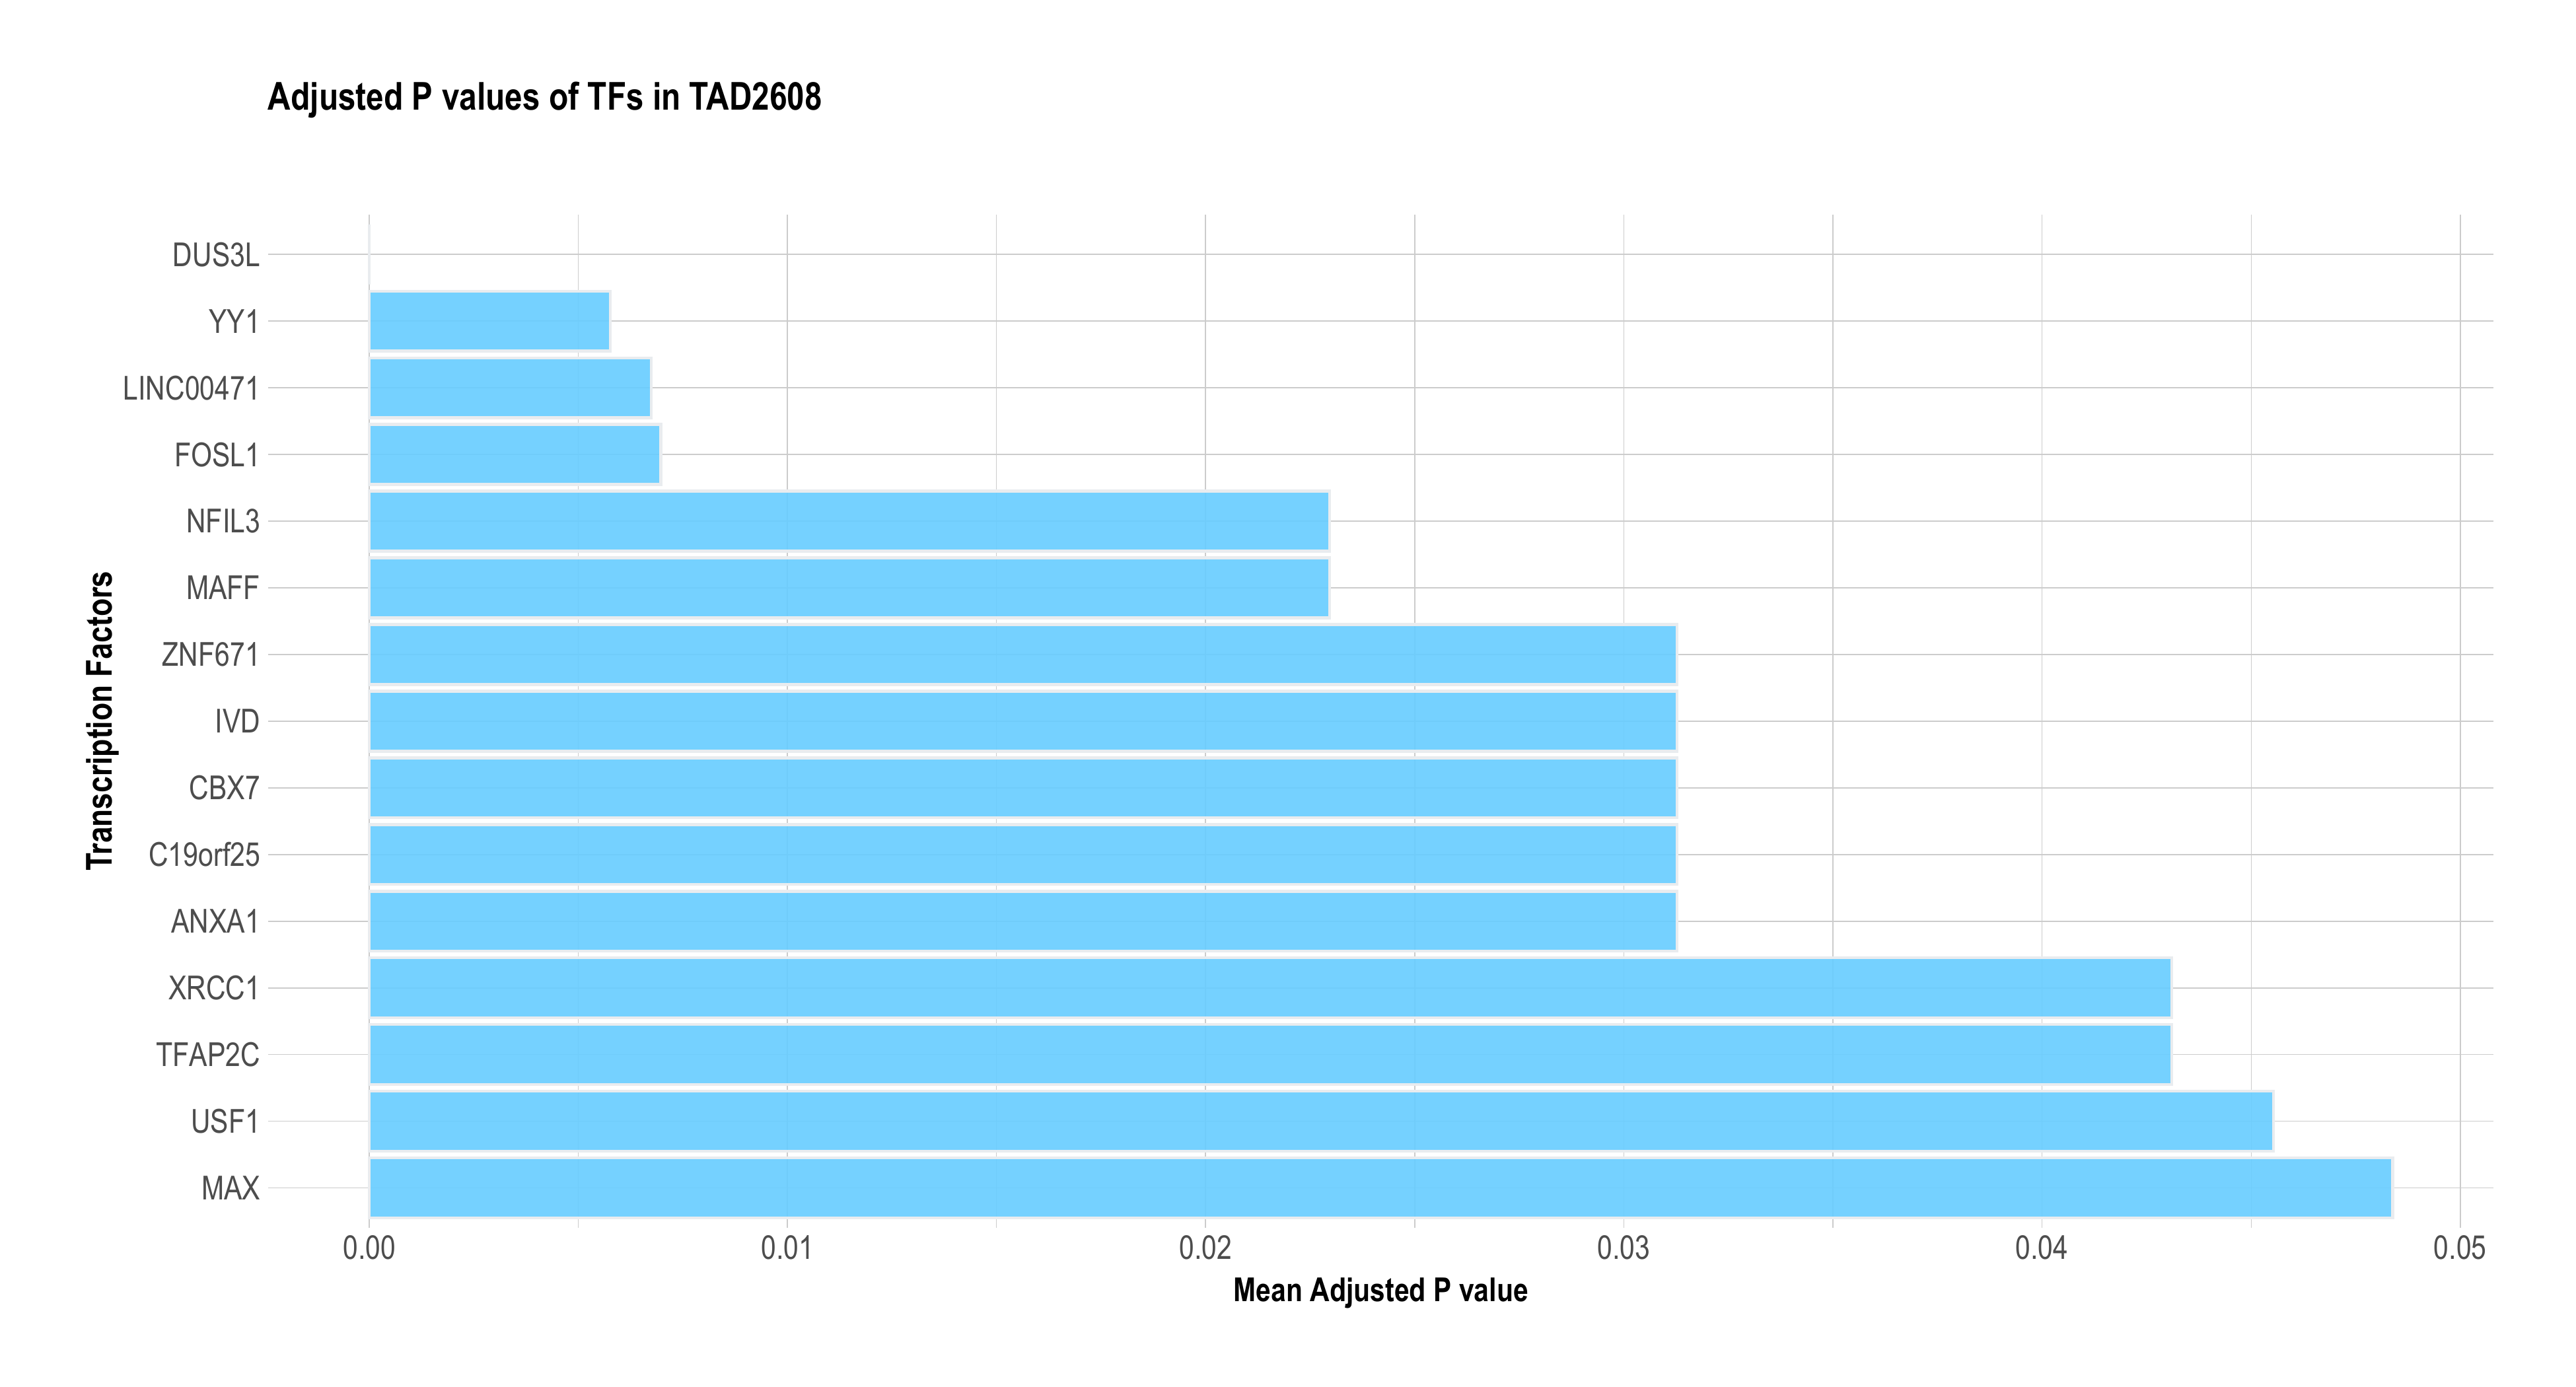 Adjusted P values of TFs in TAD2608
Transcription Factors
DUS3L
YY1
LINC00471
FOSL1
NFIL3
MAFF
ZNF671
IVD
CBX7
C19orf25
ANXA1
XRCC1
TFAP2C
USF1
MAX
0.00 0.01 0.02 0.03 0.04 0.05
Mean Adjusted P value